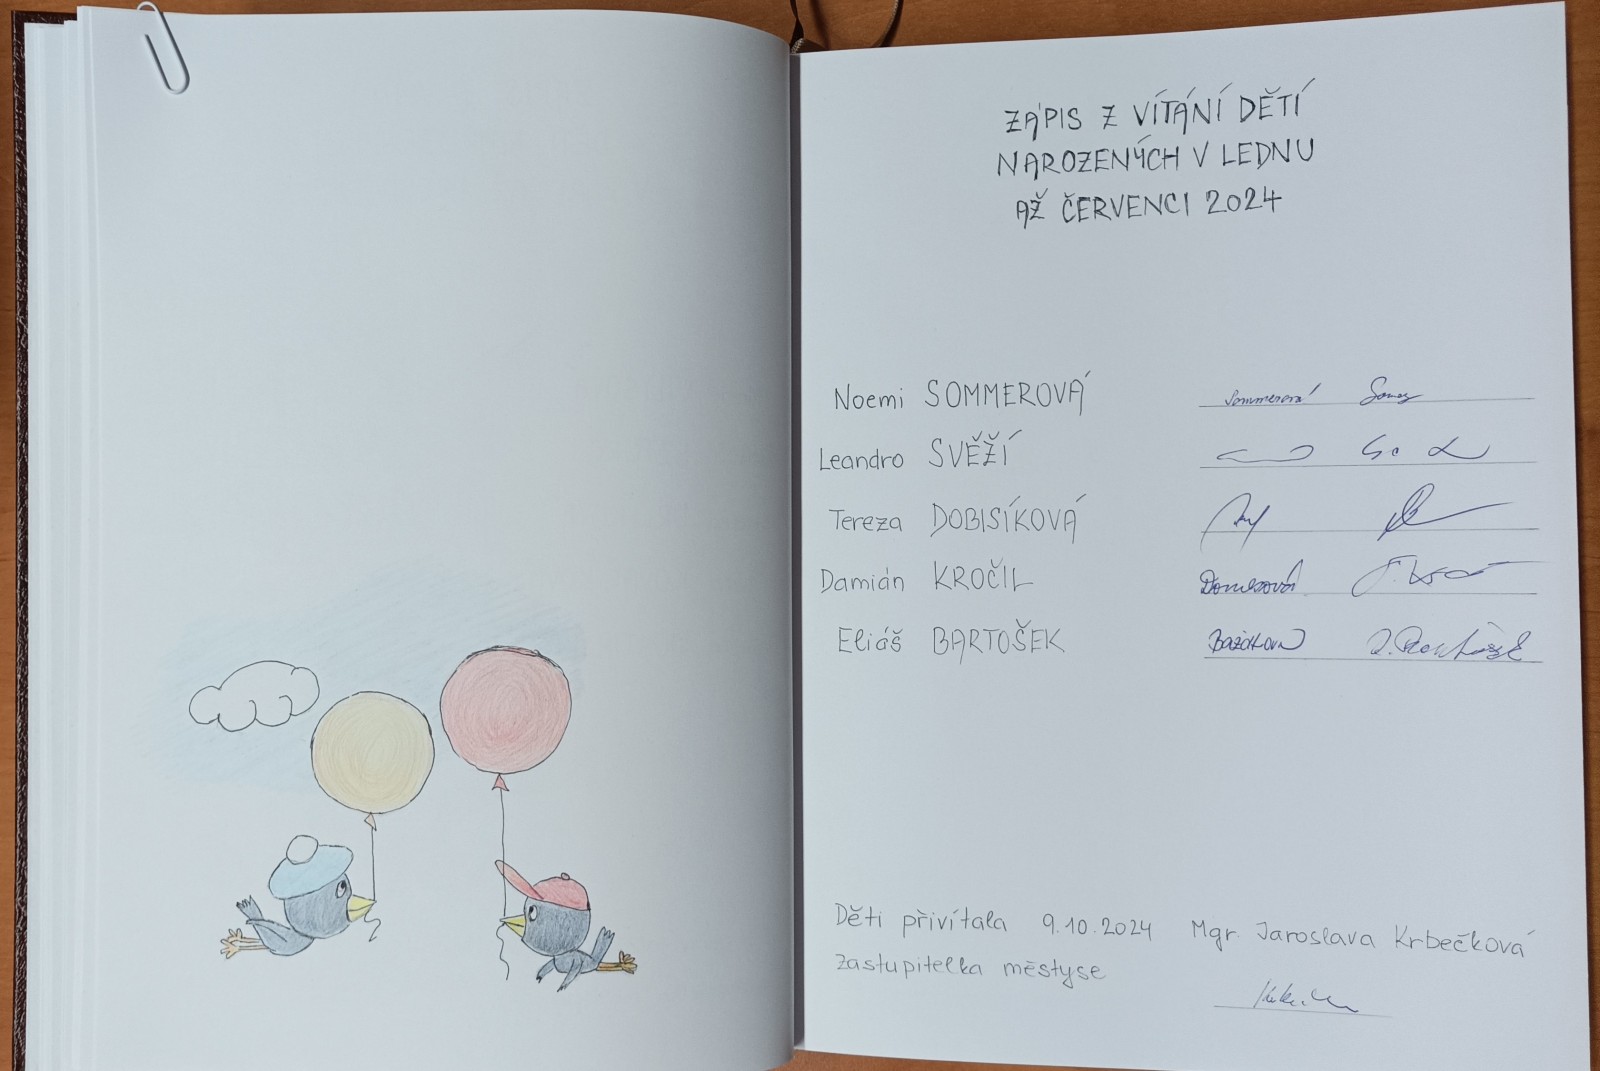 ZÁPIS Z VÍTÁNÍ DĚTÍ
NAROZENÝCH V LEDNU
AŽ ČERVENCI 2024
Noemi SOMMEROVÁ Sommerová
Leandro SVĚŽÍ
Tereza DOBISÍKOVÁ
Damián KROČIL
Eliáš BARTOŠEK
Děti přivítala 9.10.2024 Mgr. Jaroslava Krbečková
zastupitelka městyse